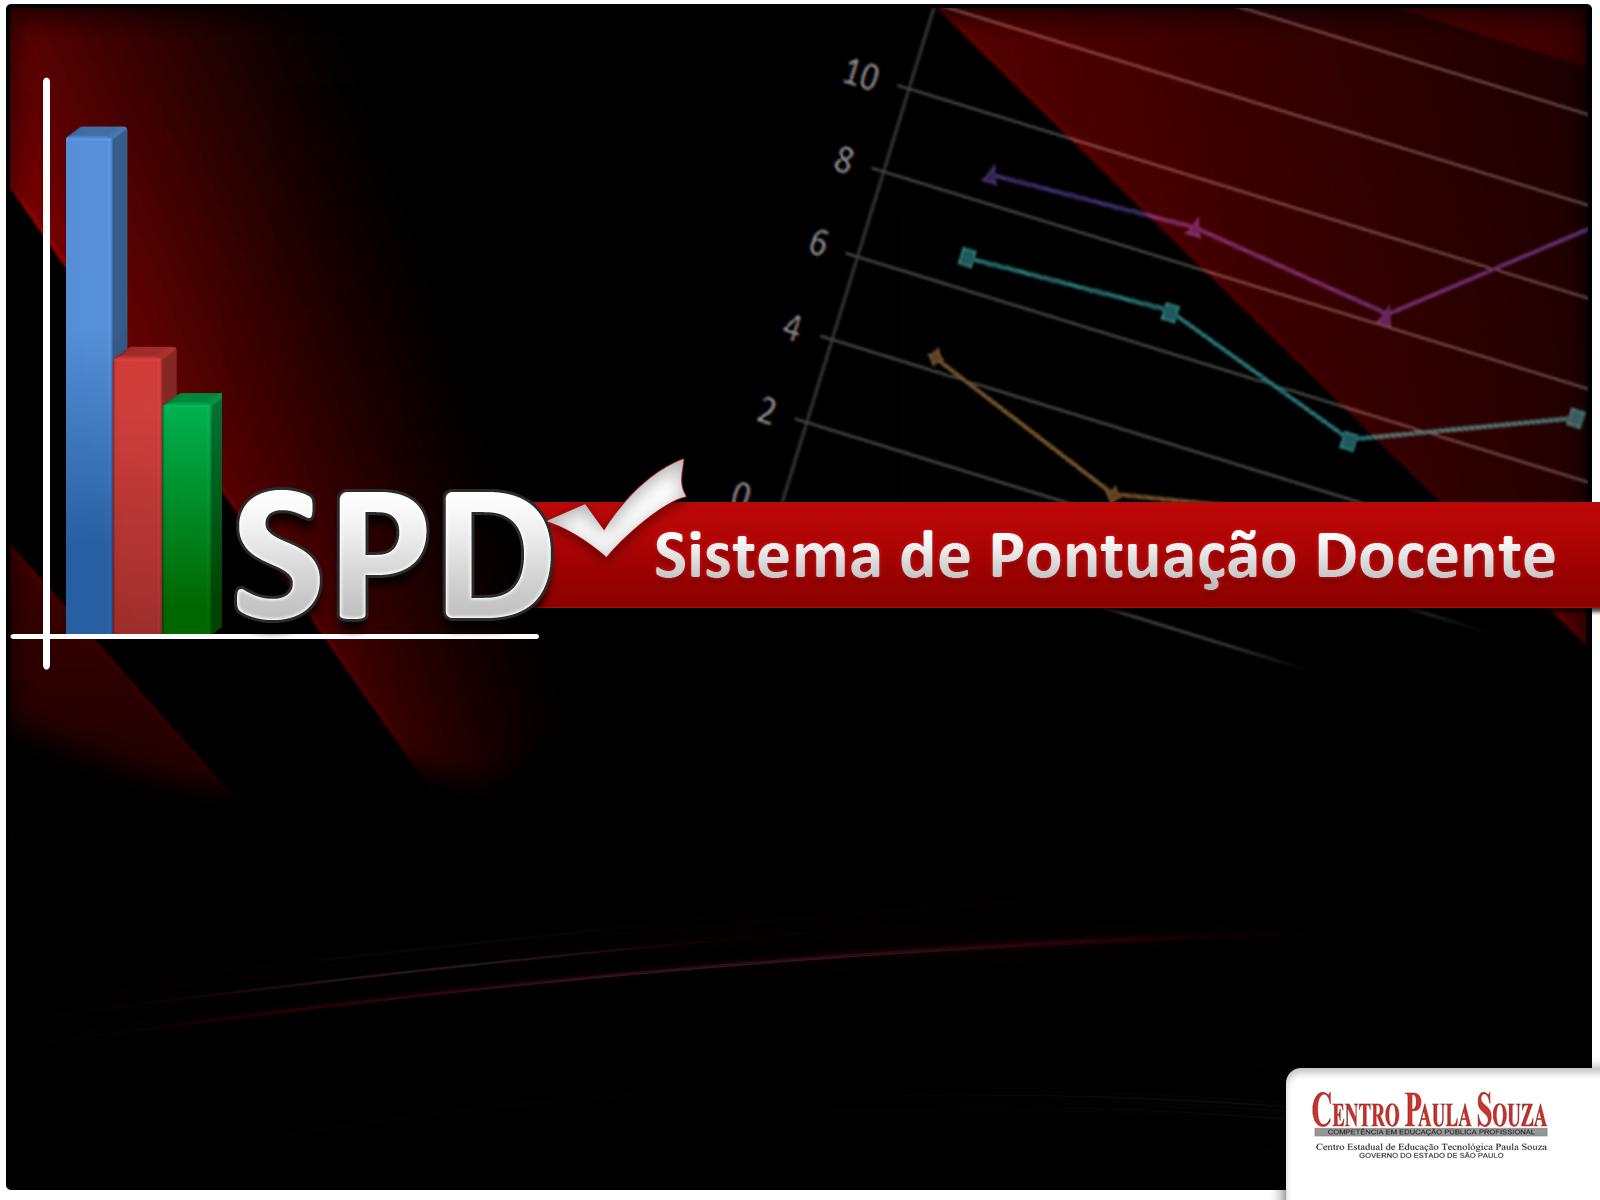 10
8
6
4
2
0
SPD
Sistema de Pontuação Docente
CENTRO PAULA SOUZA
COMPETÊNCIA EM EDUCAÇÃO PÚBLICA PROFISSIONAL
Centro Estadual de Educação Tecnológica Paula Souza
GOVERNO DO ESTADO DE SÃO PAULO